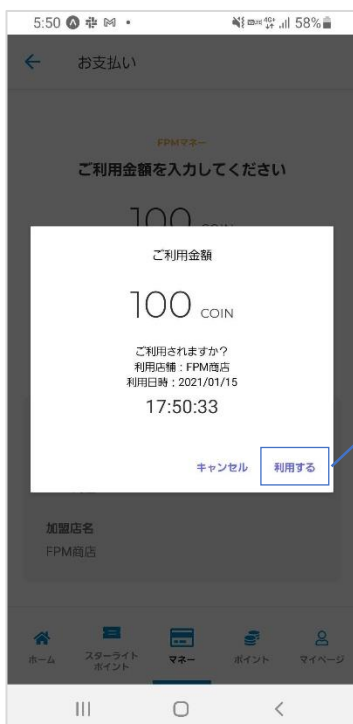 5:50
58%
お支払い
FPMマネー
ご利用金額を入力してください
100
ご利用金額
100 COIN
ご利用されますか?
利用店舗：FPM商店
利用日時：2021/01/15
17:50:33
キャンセル 利用する
加盟店名
FPM商店
ホーム スターライトポイント マネー ポイント マイページ